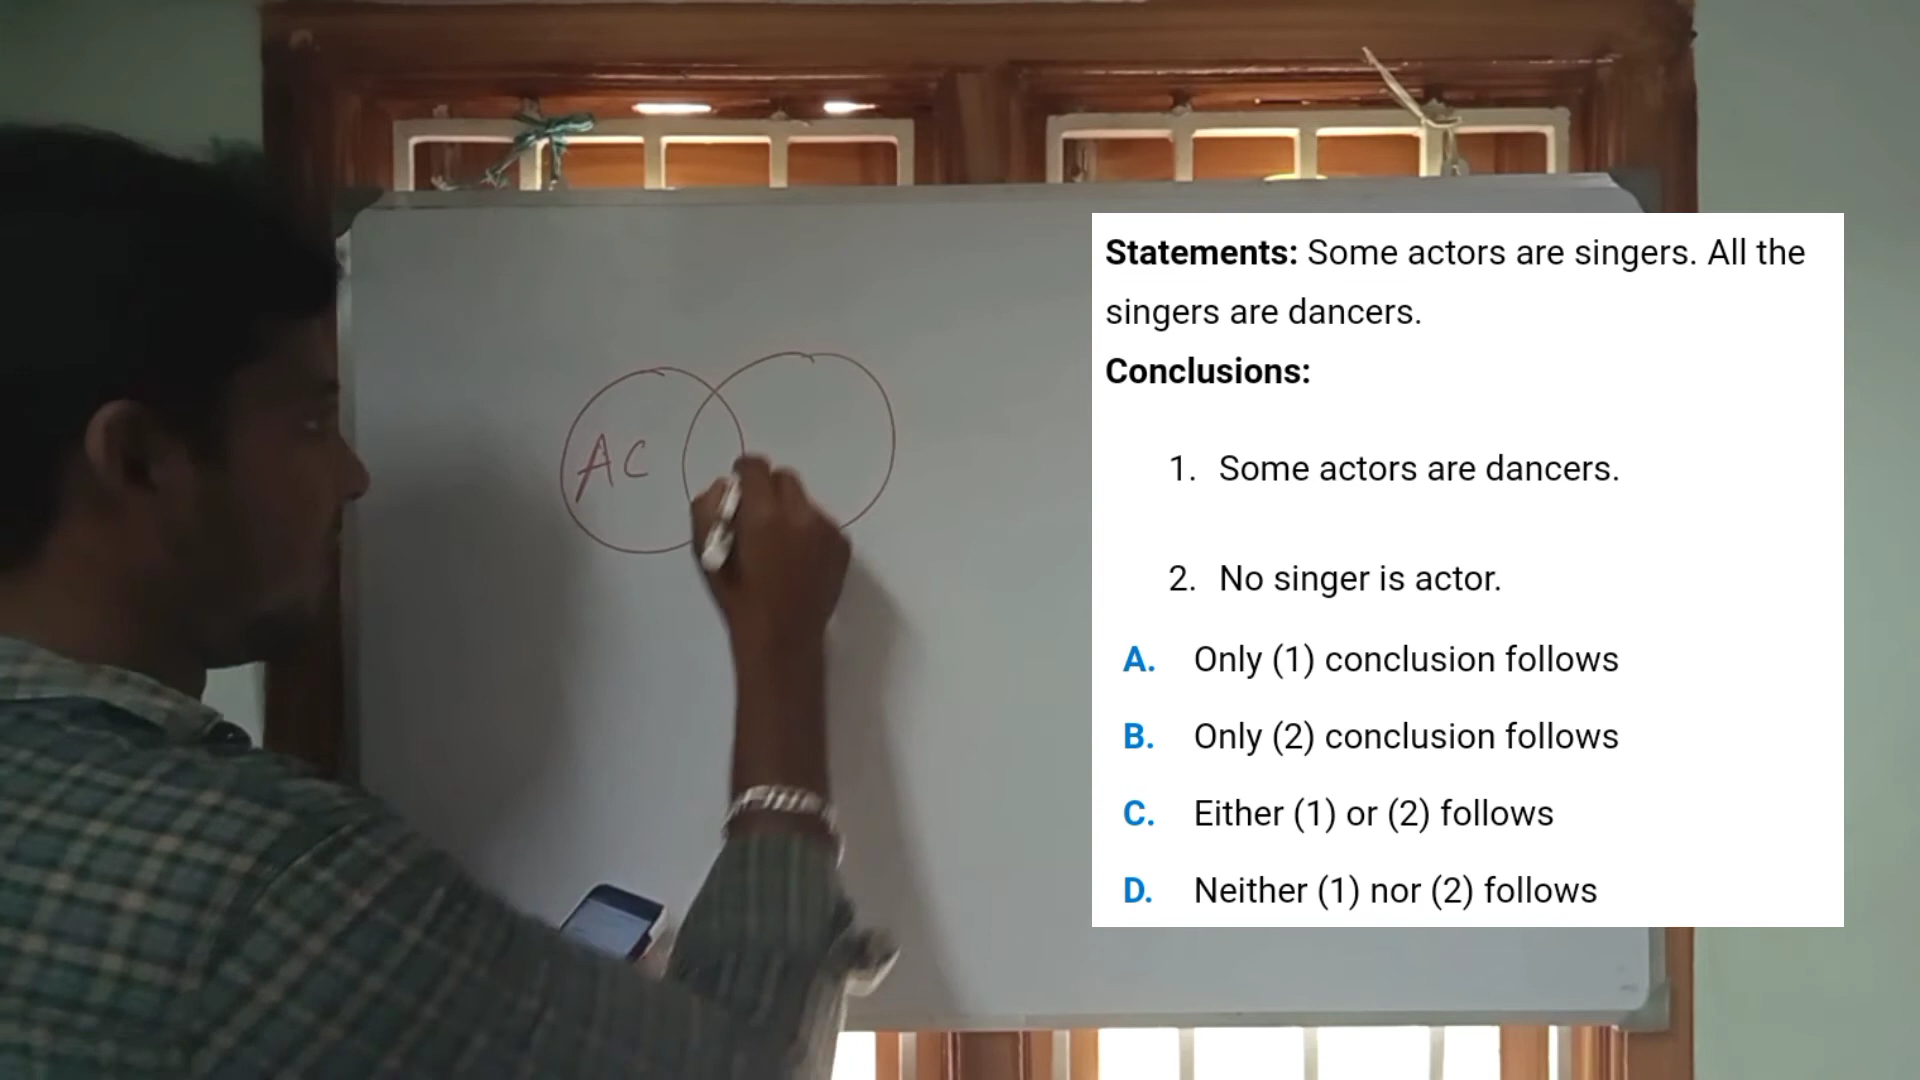 AC
Statements: Some actors are singers. All the
singers are dancers.
Conclusions:
1. Some actors are dancers.
2. No singer is actor.
A. Only (1) conclusion follows
B. Only (2) conclusion follows
C. Either (1) or (2) follows
D. Neither (1) nor (2) follows